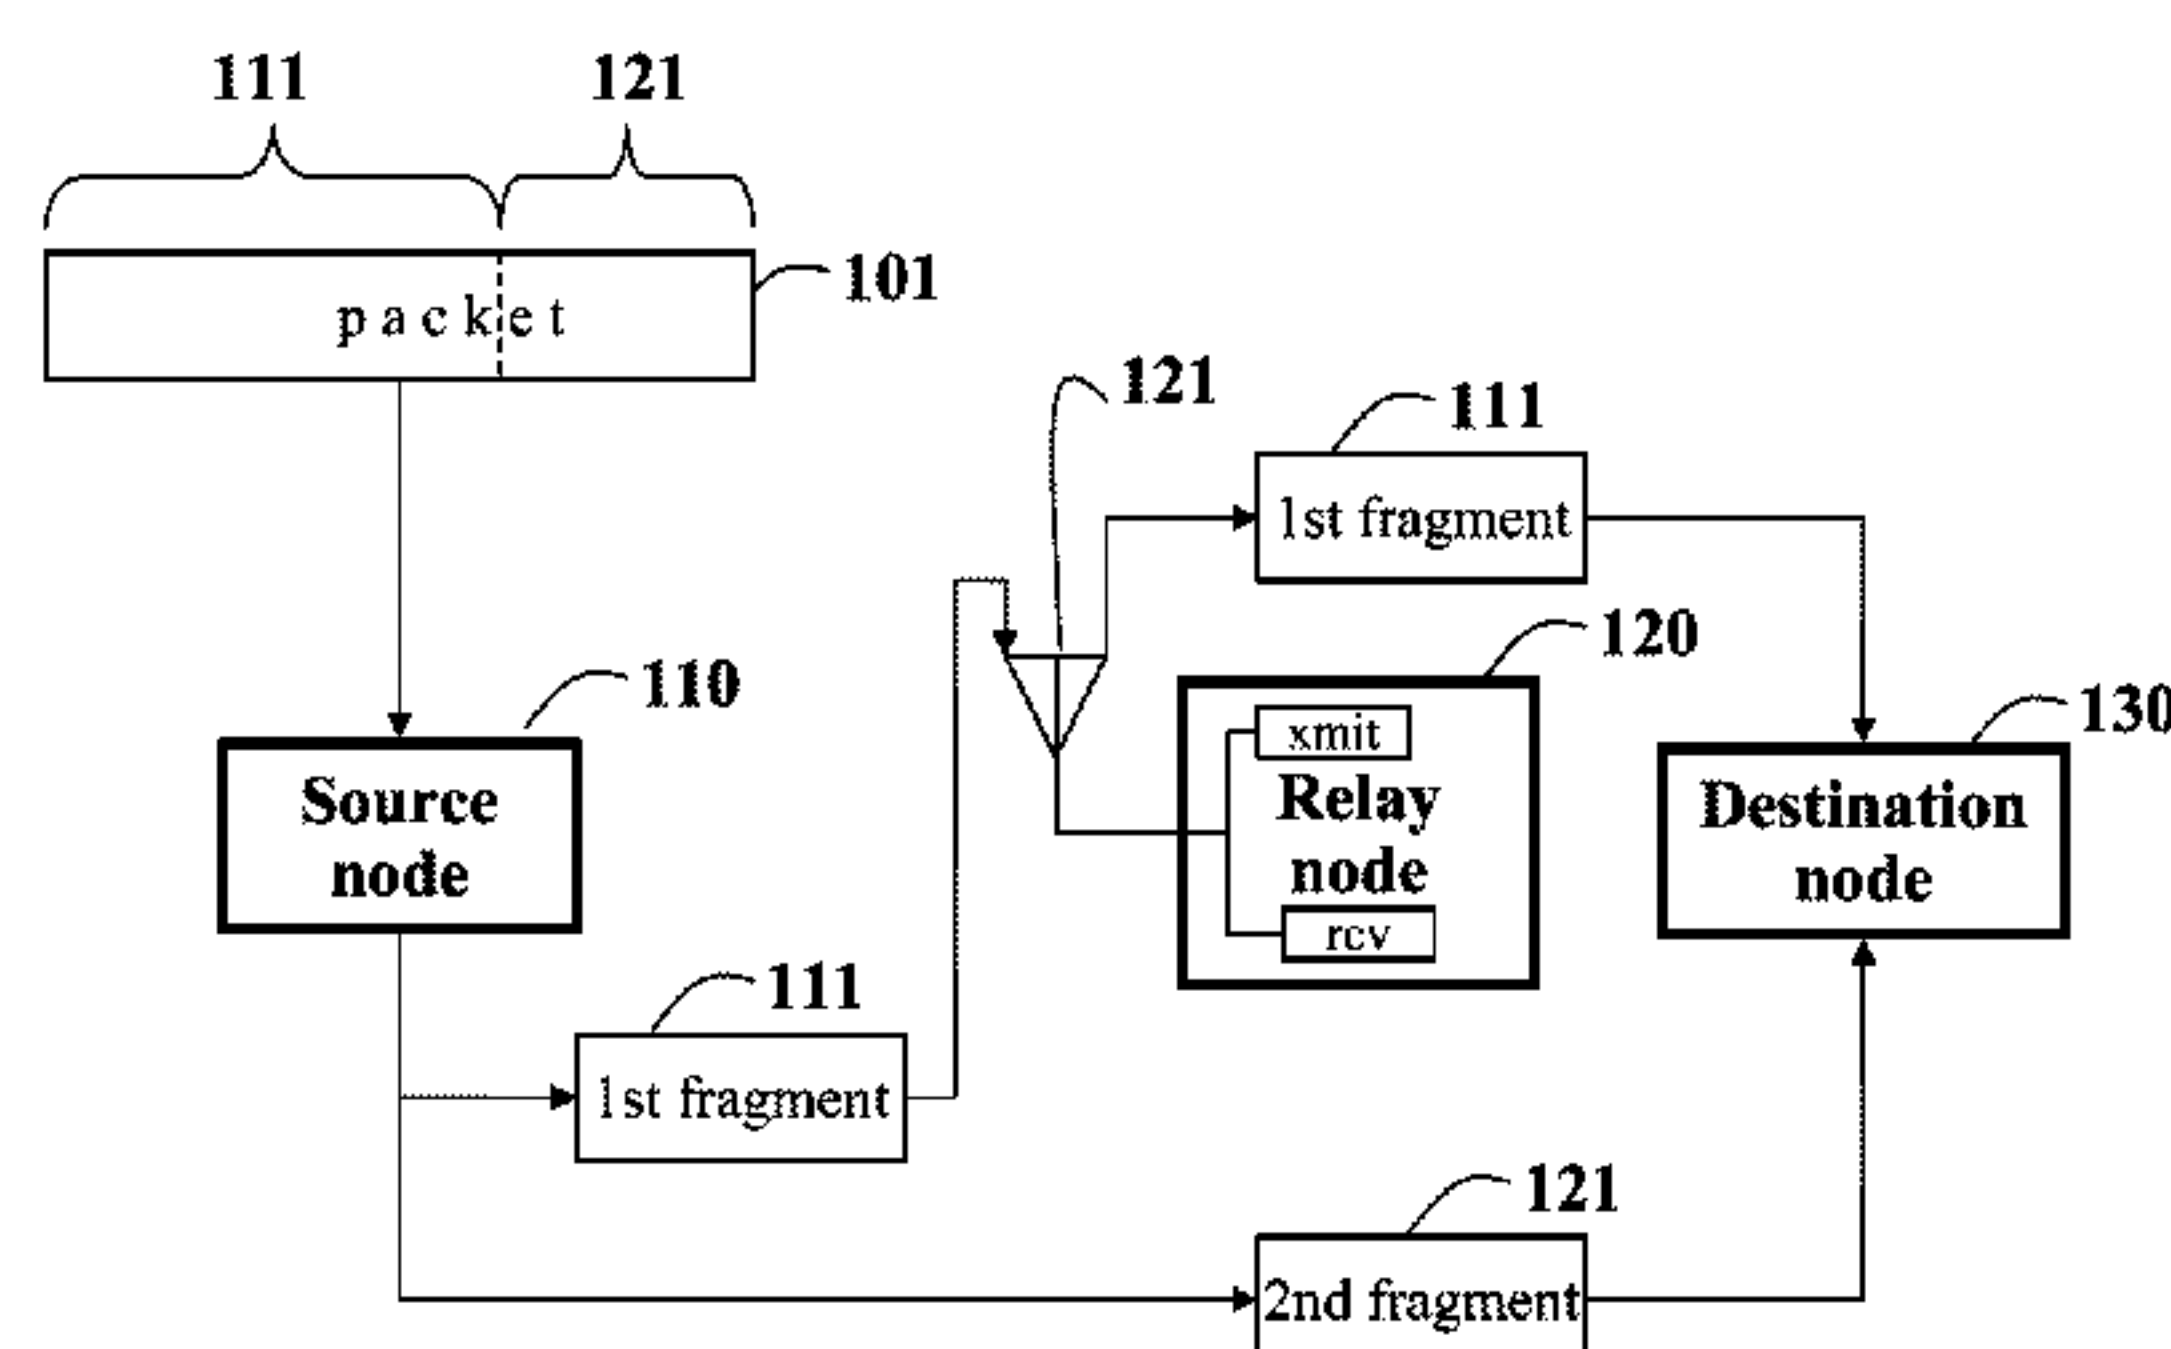 111
121
packet
101
121
111
1st fragment
120
110
130
xmit
Source
node
Relay
node
Destination
node
rcv
111
1st fragment
121
2nd fragment